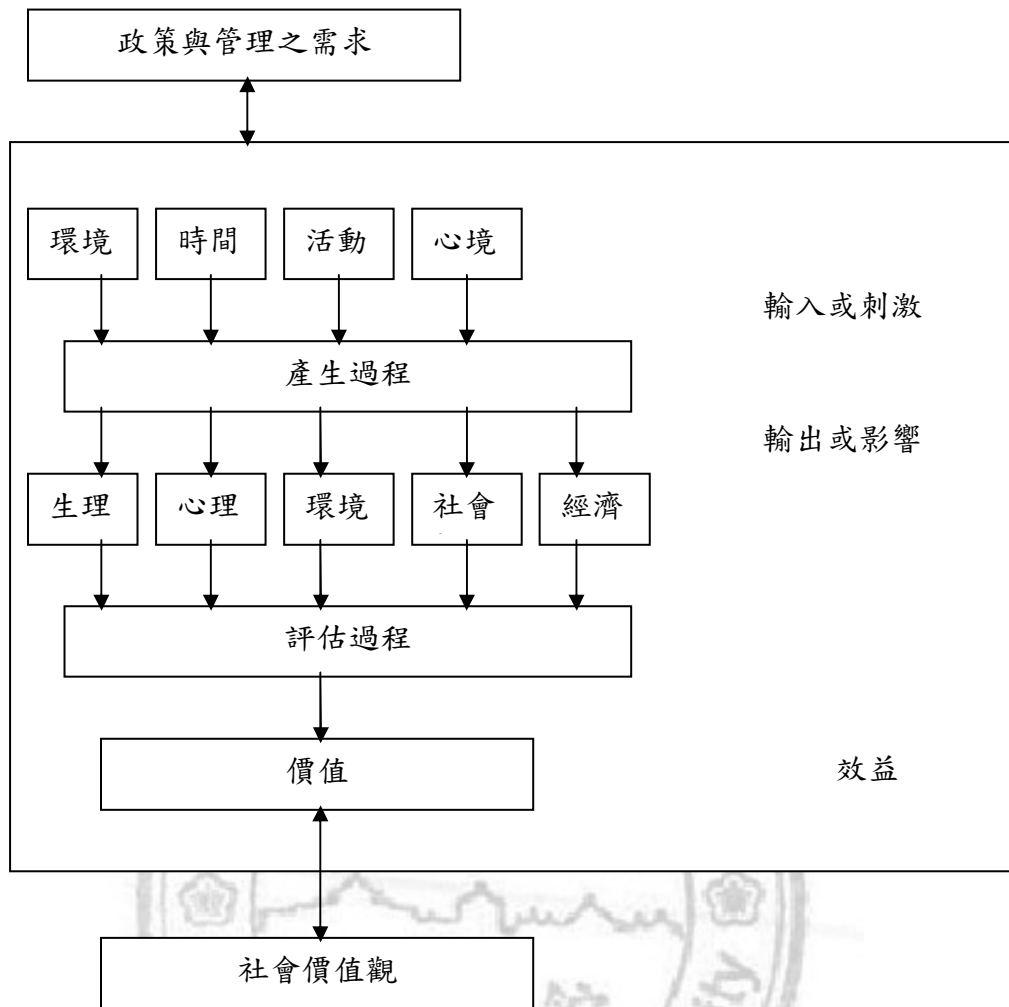 政策與管理之需求
環境 時間 活動 心境
輸入或刺激
產生過程
輸出或影響
生理 心理 環境 社會 經濟
評估過程
價值 效益
社會價值觀